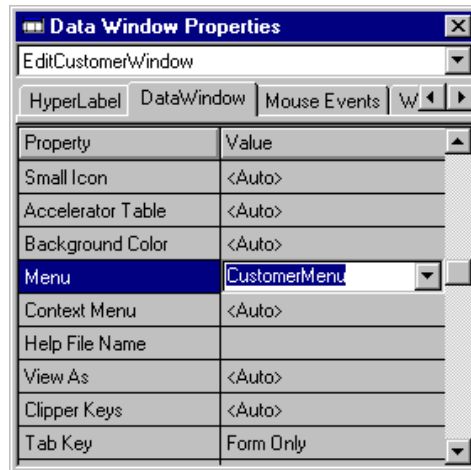 Data Window Properties
EditCustomerWindow
HyperLabel DataWindow Mouse Events
Property Value
Small Icon <Auto>
Accelerator Table <Auto>
Background Color <Auto>
Menu CustomerMenu
Context Menu <Auto>
Help File Name
View As <Auto>
Clipper Keys <Auto>
Tab Key Form Only